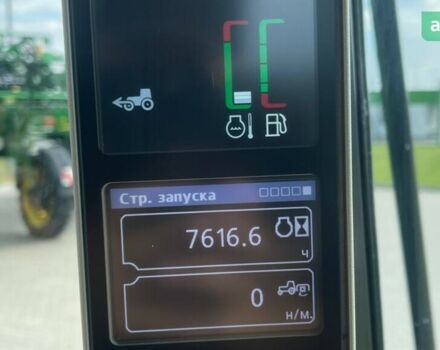 Стр. запуска
7616.6
ч
0
н/м.